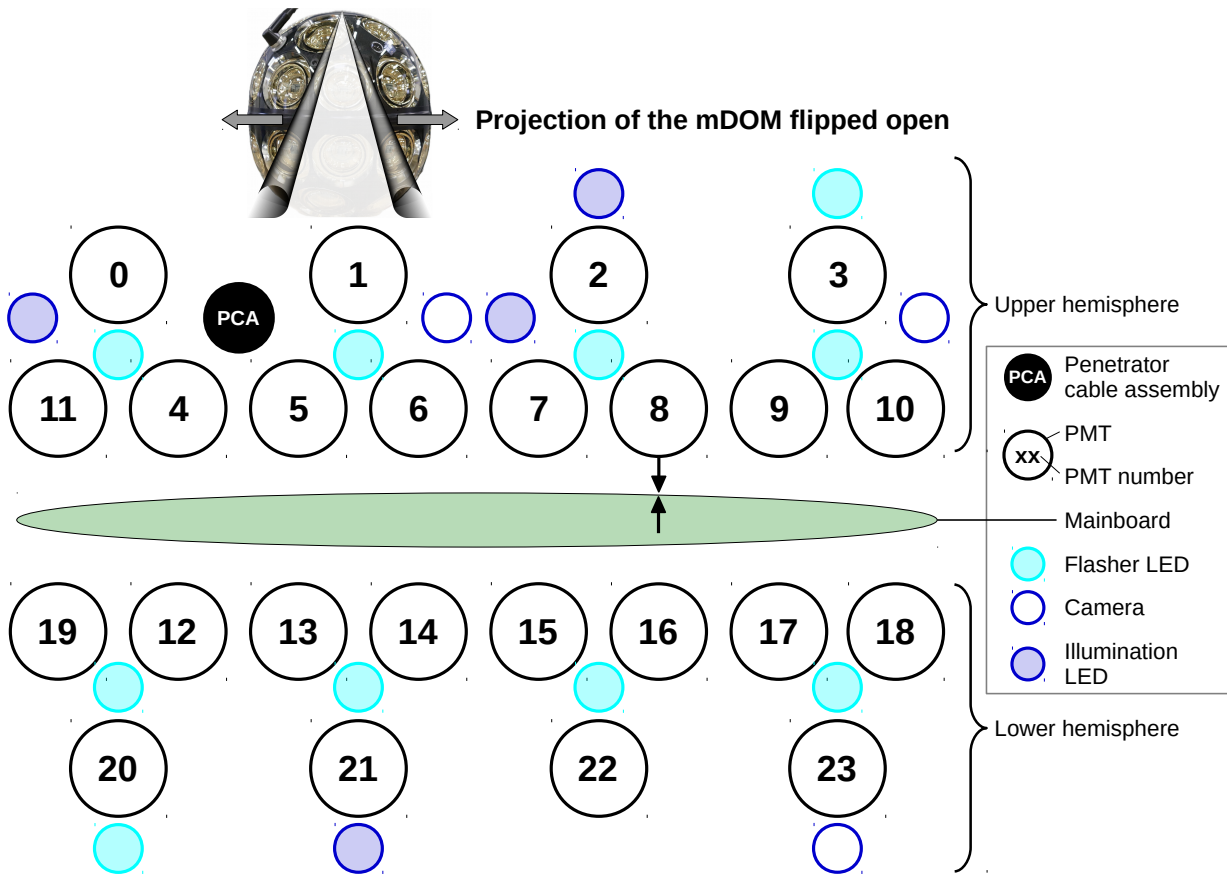 Projection of the mDOM flipped open
0
1
2
3
PCA
Upper hemisphere
11
4
5
6
7
8
9
10
PCA
Penetrator
cable assembly
PMT
xx
PMT number
Mainboard
Flasher LED
Camera
Illumination
LED
19
12
13
14
15
16
17
18
Lower hemisphere
20
21
22
23